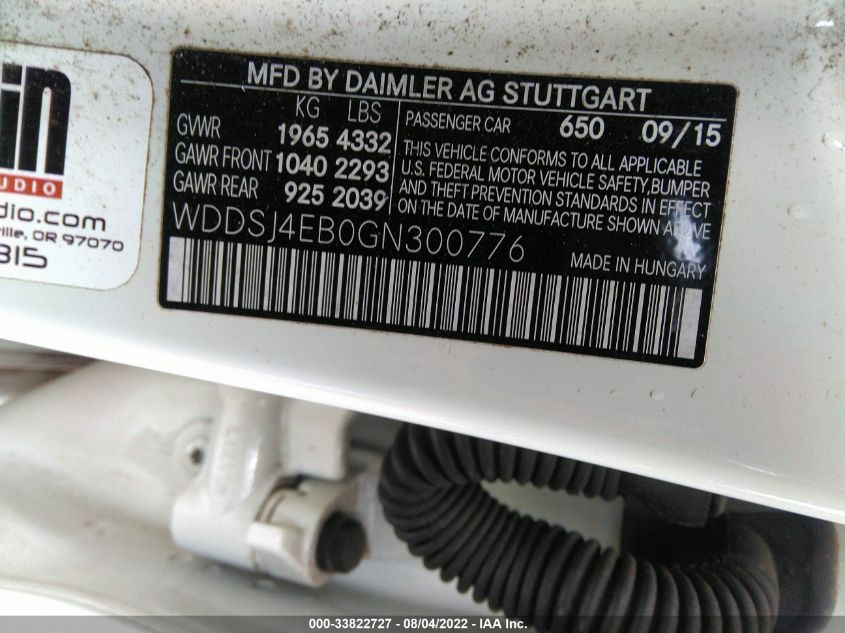 in
UDIO
dio.com
ville, OR 97070
815
MFD BY DAIMLER AG STUTTGART
KG LBS
GVWR 1965 4332
GAWR FRONT 1040 2293
GAWR REAR 925 2039
PASSENGER CAR 650 09/15
THIS VEHICLE CONFORMS TO ALL APPLICABLE
U.S. FEDERAL MOTOR VEHICLE SAFETY,BUMPER
AND THEFT PREVENTION STANDARDS IN EFFECT
ON THE DATE OF MANUFACTURE SHOWN ABOVE
WDDSJ4EB0GN300776
MADE IN HUNGARY
000-33822727 - 08/04/2022 - IAA Inc.